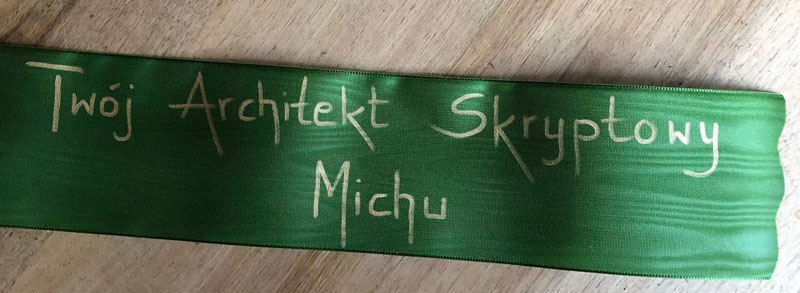 Twój Architekt Skryptowy
Michu